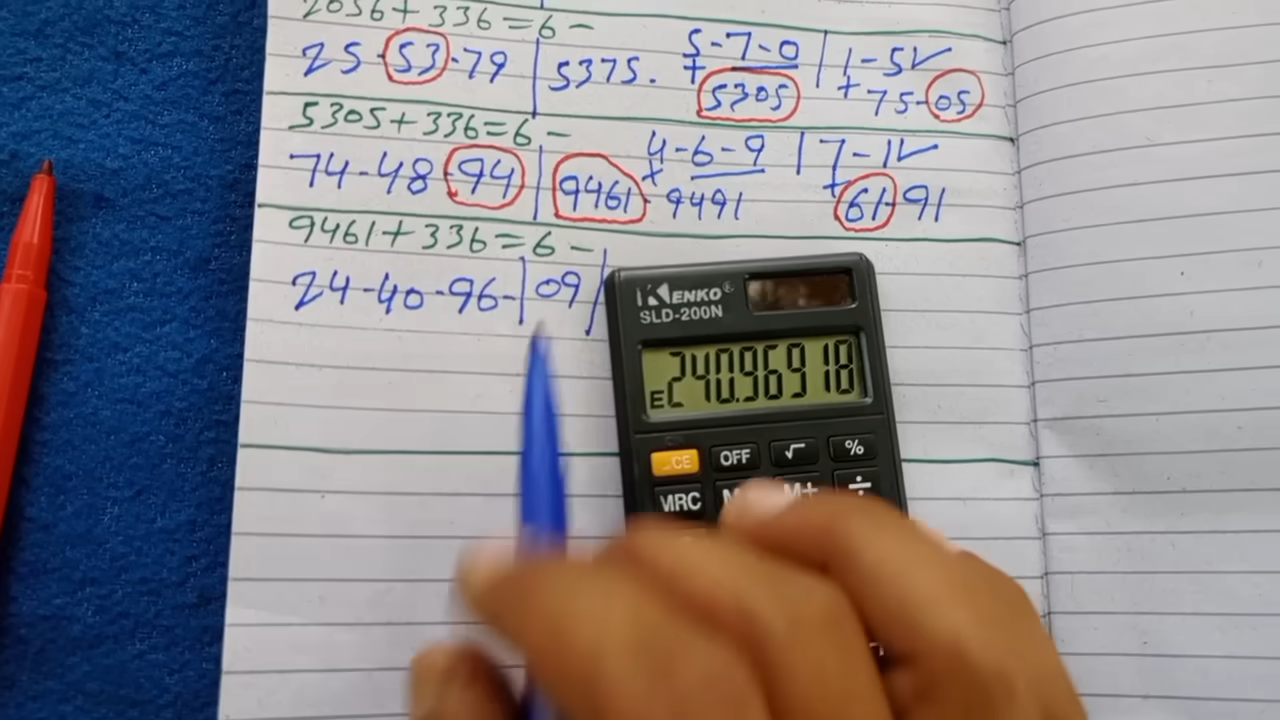 2056+336=6-
25-53-79 | 5375. 5-7-0 | 1-5✓
+ 5305 + 75-05
5305+336=6-
74-48-94 | 9461- 4-6-9 | 7-1✓
+ 9491 + 61-91
9461+336=6-
24-40-96-|09|
KENKO®
SLD-200N
E240.96918
CE OFF √ %
MRC M+ ÷